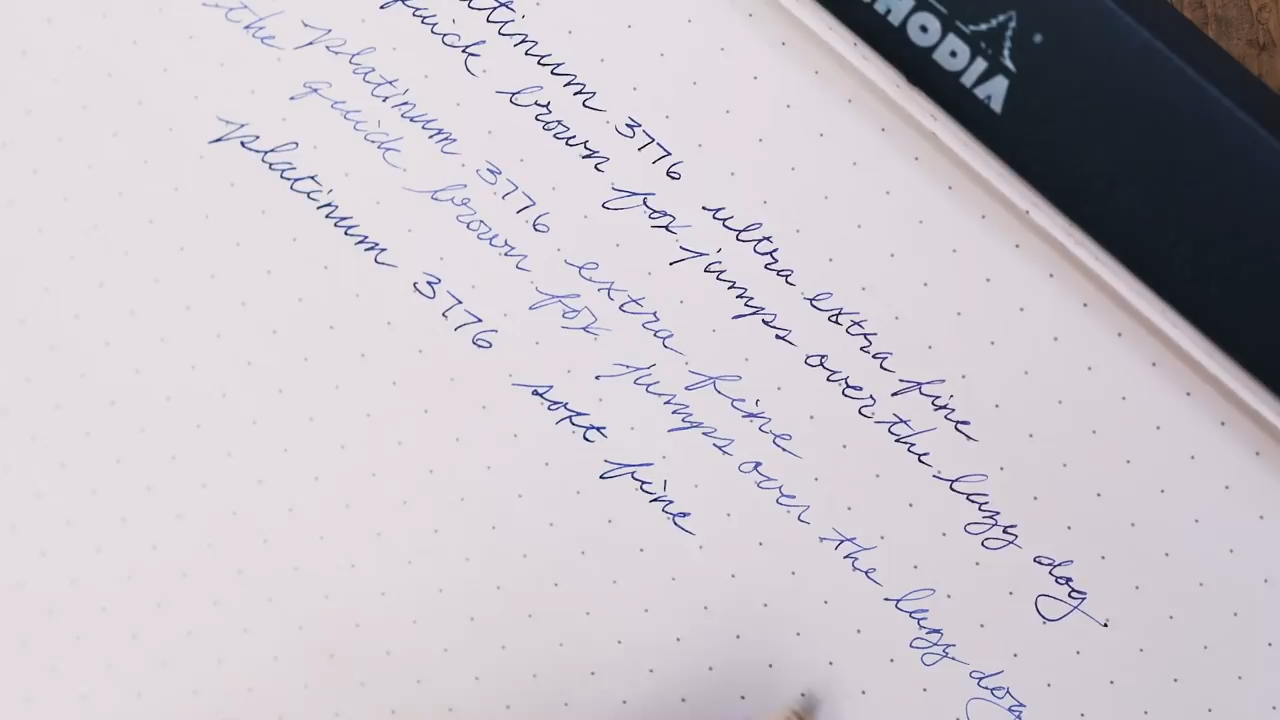 RHODIA
platinum 3776 ultra extra fine
quick brown fox jumps over the lazy dog.
platinum 3776 extra fine
the quick brown fox jumps over the lazy dog
platinum 3776 soft fine